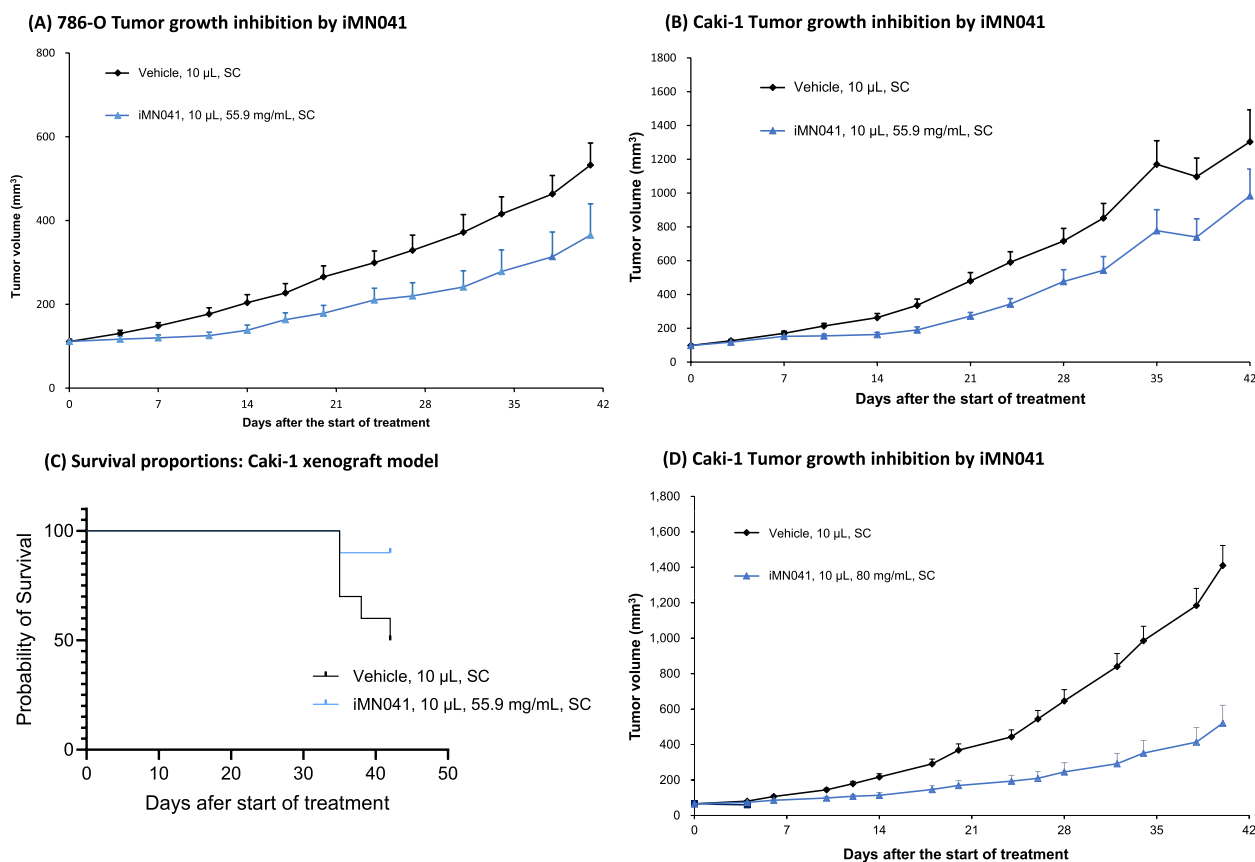 (A) 786-O Tumor growth inhibition by iMN041
800
600
400
200
0
Tumor volume (mm³)
Vehicle, 10 µL, SC
iMN041, 10 µL, 55.9 mg/mL, SC
0 7 14 21 28 35 42
Days after the start of treatment
(B) Caki-1 Tumor growth inhibition by iMN041
1800
1600
1400
1200
1000
800
600
400
200
0
Tumor volume (mm³)
Vehicle, 10 µL, SC
iMN041, 10 µL, 55.9 mg/mL, SC
0 7 14 21 28 35 42
Days after the start of treatment
(C) Survival proportions: Caki-1 xenograft model
100
50
0
Probability of Survival
Vehicle, 10 µL, SC
iMN041, 10 µL, 55.9 mg/mL, SC
0 10 20 30 40 50
Days afer start of treatment
(D) Caki-1 Tumor growth inhibition by iMN041
1,800
1,600
1,400
1,200
1,000
800
600
400
200
0
Tumor volume (mm³)
Vehicle, 10 µL, SC
iMN041, 10 µL, 80 mg/mL, SC
0 7 14 21 28 35 42
Days after the start of treatment